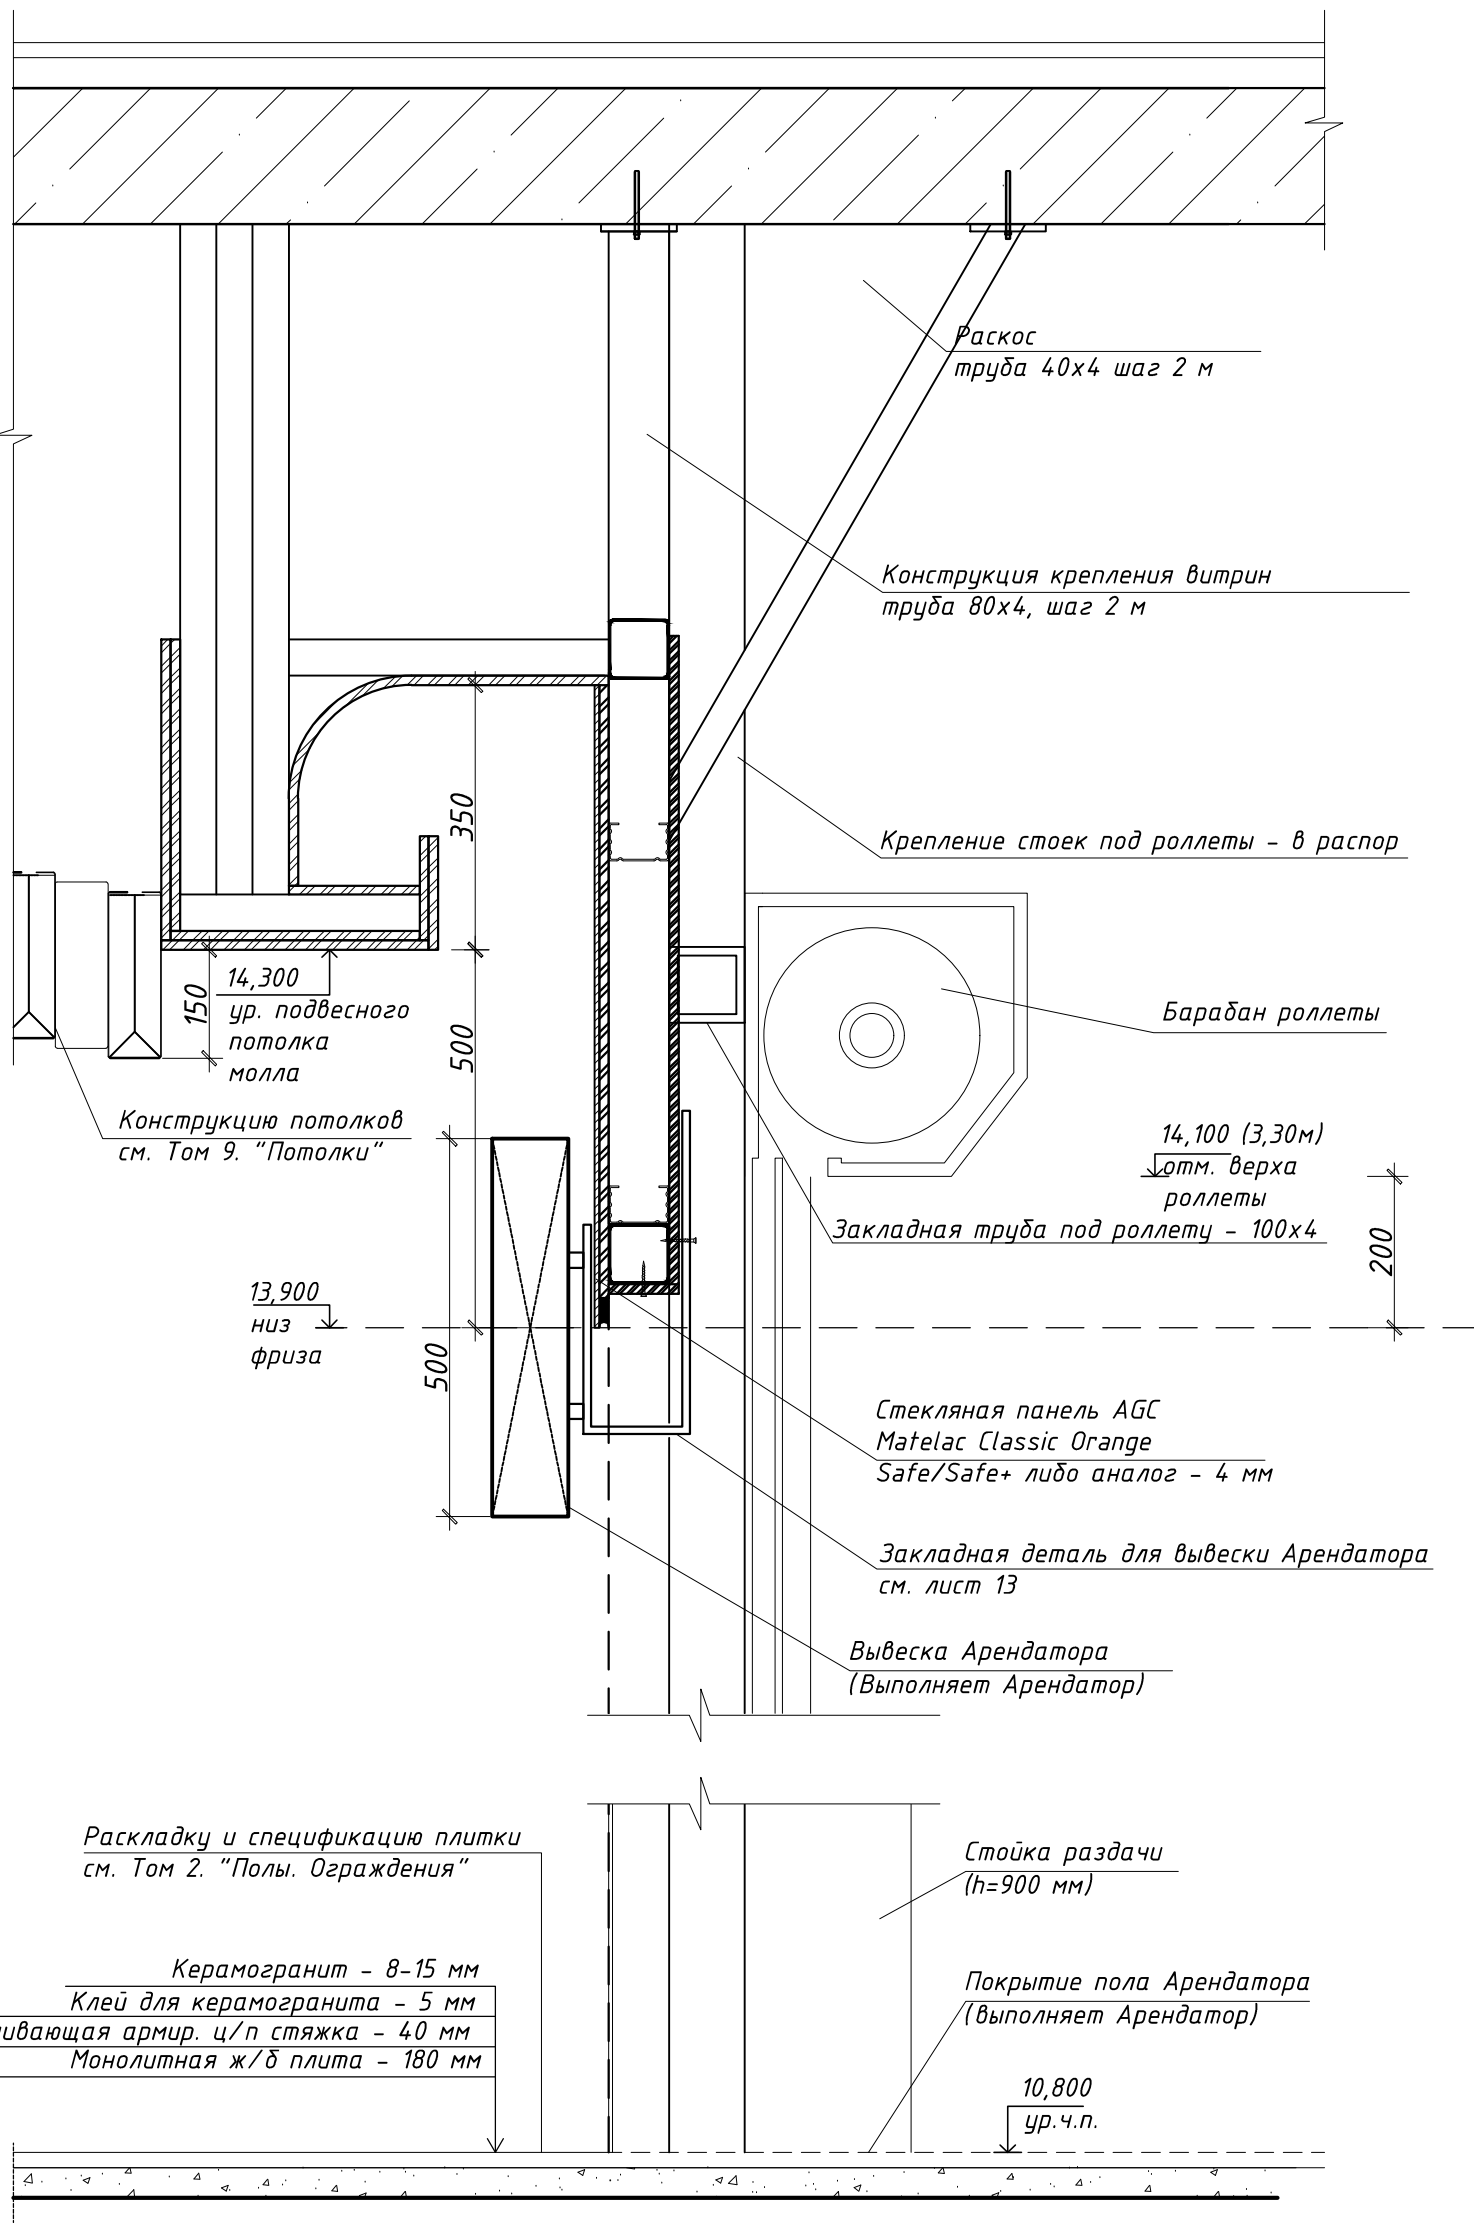 Раскос
труба 40х4 шаг 2 м
Конструкция крепления витрин
труба 80х4, шаг 2 м
350
Крепление стоек под роллеты - в распор
150
14,300
ур. подвесного
потолка
молла
500
Барабан роллеты
Конструкцию потолков
см. Том 9. "Потолки"
14,100 (3,30м)
отм. верха
роллеты
Закладная труба под роллету - 100х4
200
13,900
низ
фриза
500
Стекляная панель AGC
Matelac Classic Orange
Safe/Safe+ либо аналог - 4 мм
Закладная деталь для вывески Арендатора
см. лист 13
Вывеска Арендатора
(Выполняет Арендатор)
Раскладку и спецификацию плитки
см. Том 2. "Полы. Ограждения"
Стойка раздачи
(h=900 мм)
Керамогранит - 8-15 мм
Клей для керамогранита - 5 мм
армир. ц/п стяжка - 40 мм
Монолитная ж/б плита - 180 мм
Покрытие пола Арендатора
(выполняет Арендатор)
10,800
ур.ч.п.